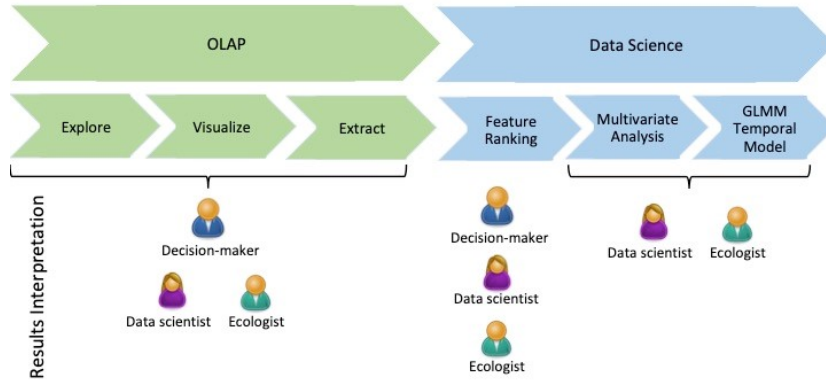 OLAP
Data Science
Explore
Visualize
Extract
Feature
Ranking
Multivariate
Analysis
GLMM
Temporal
Model
Results Interpretation
Decision-maker
Data scientist
Ecologist
Decision-maker
Data scientist
Ecologist
Data scientist
Ecologist